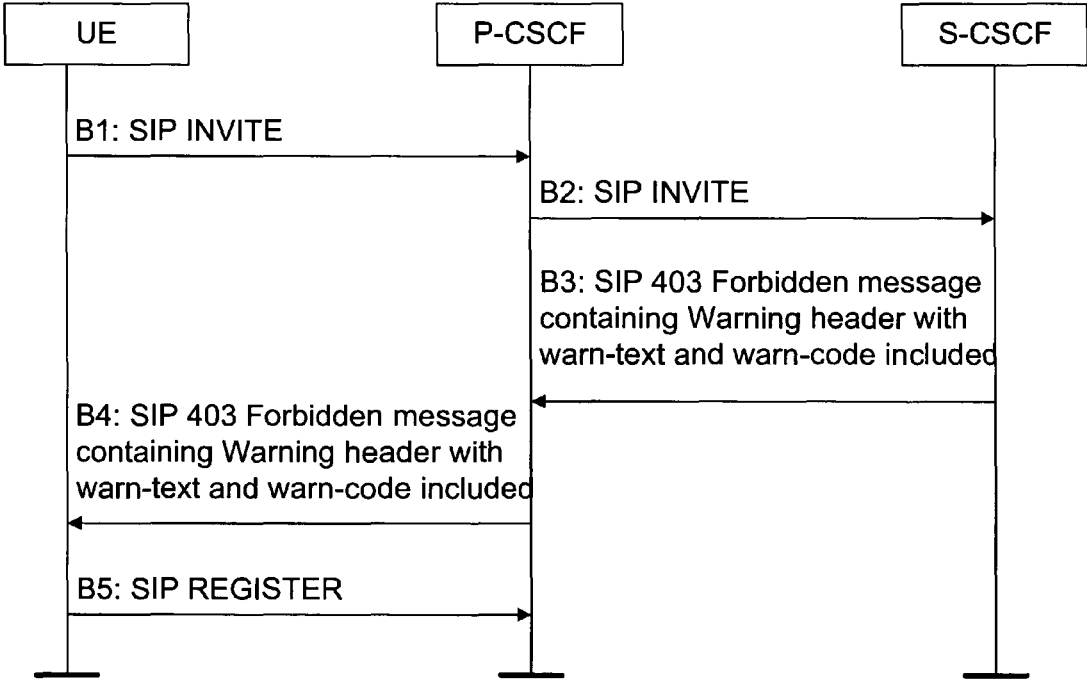 UE
P-CSCF
S-CSCF
B1: SIP INVITE
B2: SIP INVITE
B3: SIP 403 Forbidden message
containing Warning header with
warn-text and warn-code included
B4: SIP 403 Forbidden message
containing Warning header with
warn-text and warn-code included
B5: SIP REGISTER